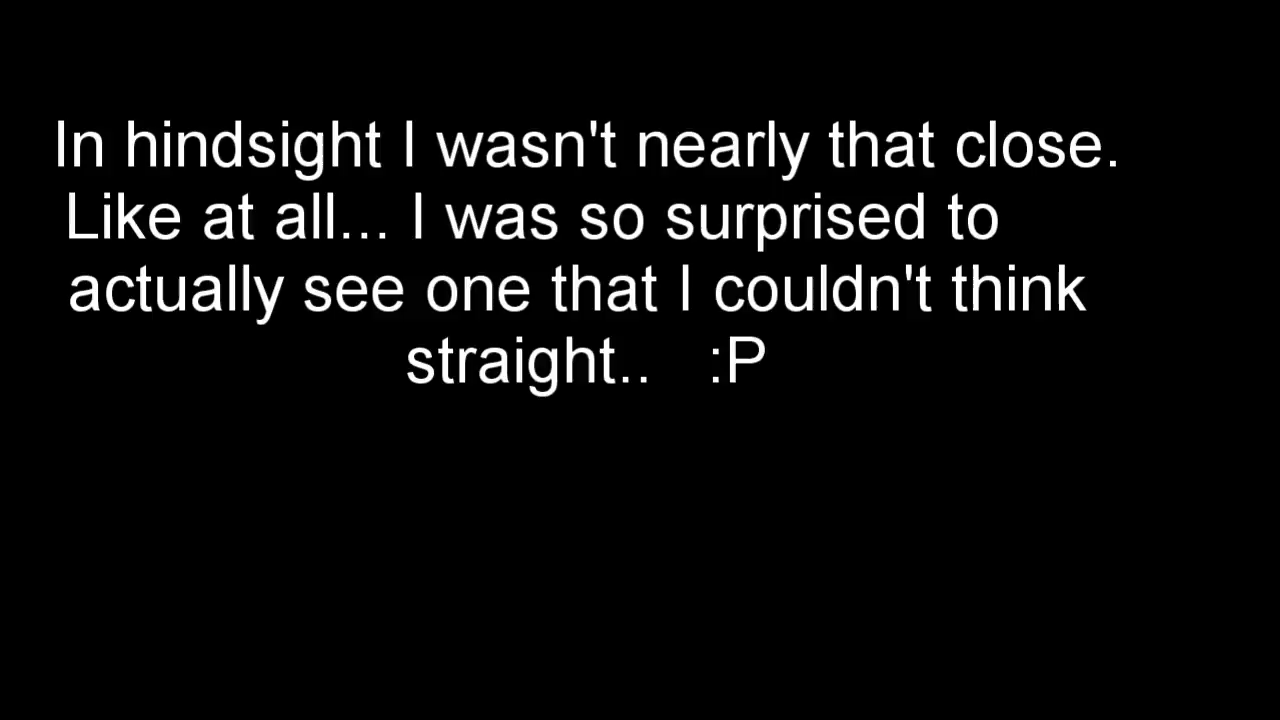 In hindsight I wasn't nearly that close.
Like at all... I was so surprised to
actually see one that I couldn't think
straight.. :P